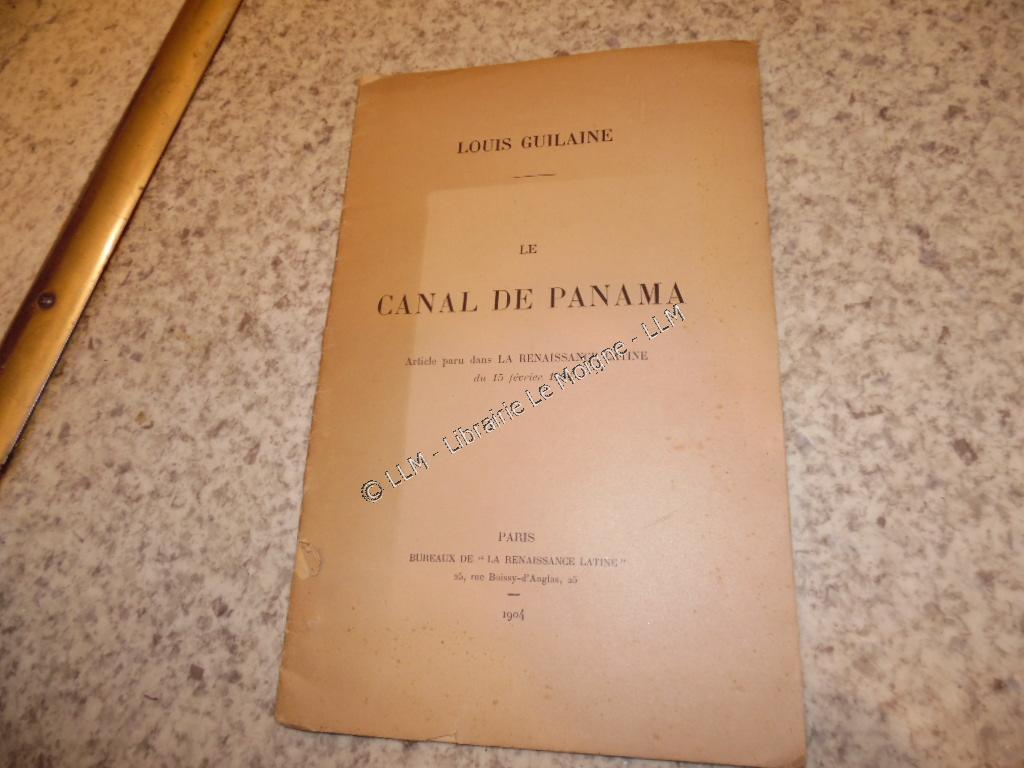 LOUIS GUILAINE
LE
CANAL DE PANAMA
Article paru dans LA RENAISSANCE LATINE
du 15 février
© LLM - Librairie Le Moigne - LLM
PARIS
BUREAUX DE "LA RENAISSANCE LATINE"
25, rue Boissy-d'Anglas, 25
1904